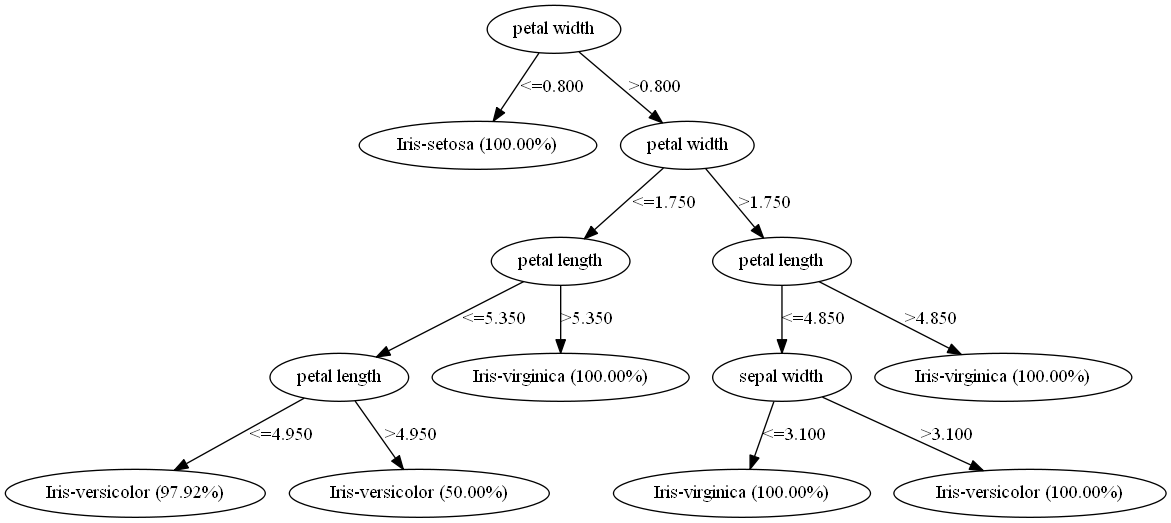 petal width
<=0.800
>0.800
Iris-setosa (100.00%)
petal width
<=1.750
>1.750
petal length
petal length
<=5.350
>5.350
<=4.850
>4.850
petal length
Iris-virginica (100.00%)
sepal width
Iris-virginica (100.00%)
<=4.950
>4.950
<=3.100
>3.100
Iris-versicolor (97.92%)
Iris-versicolor (50.00%)
Iris-virginica (100.00%)
Iris-versicolor (100.00%)